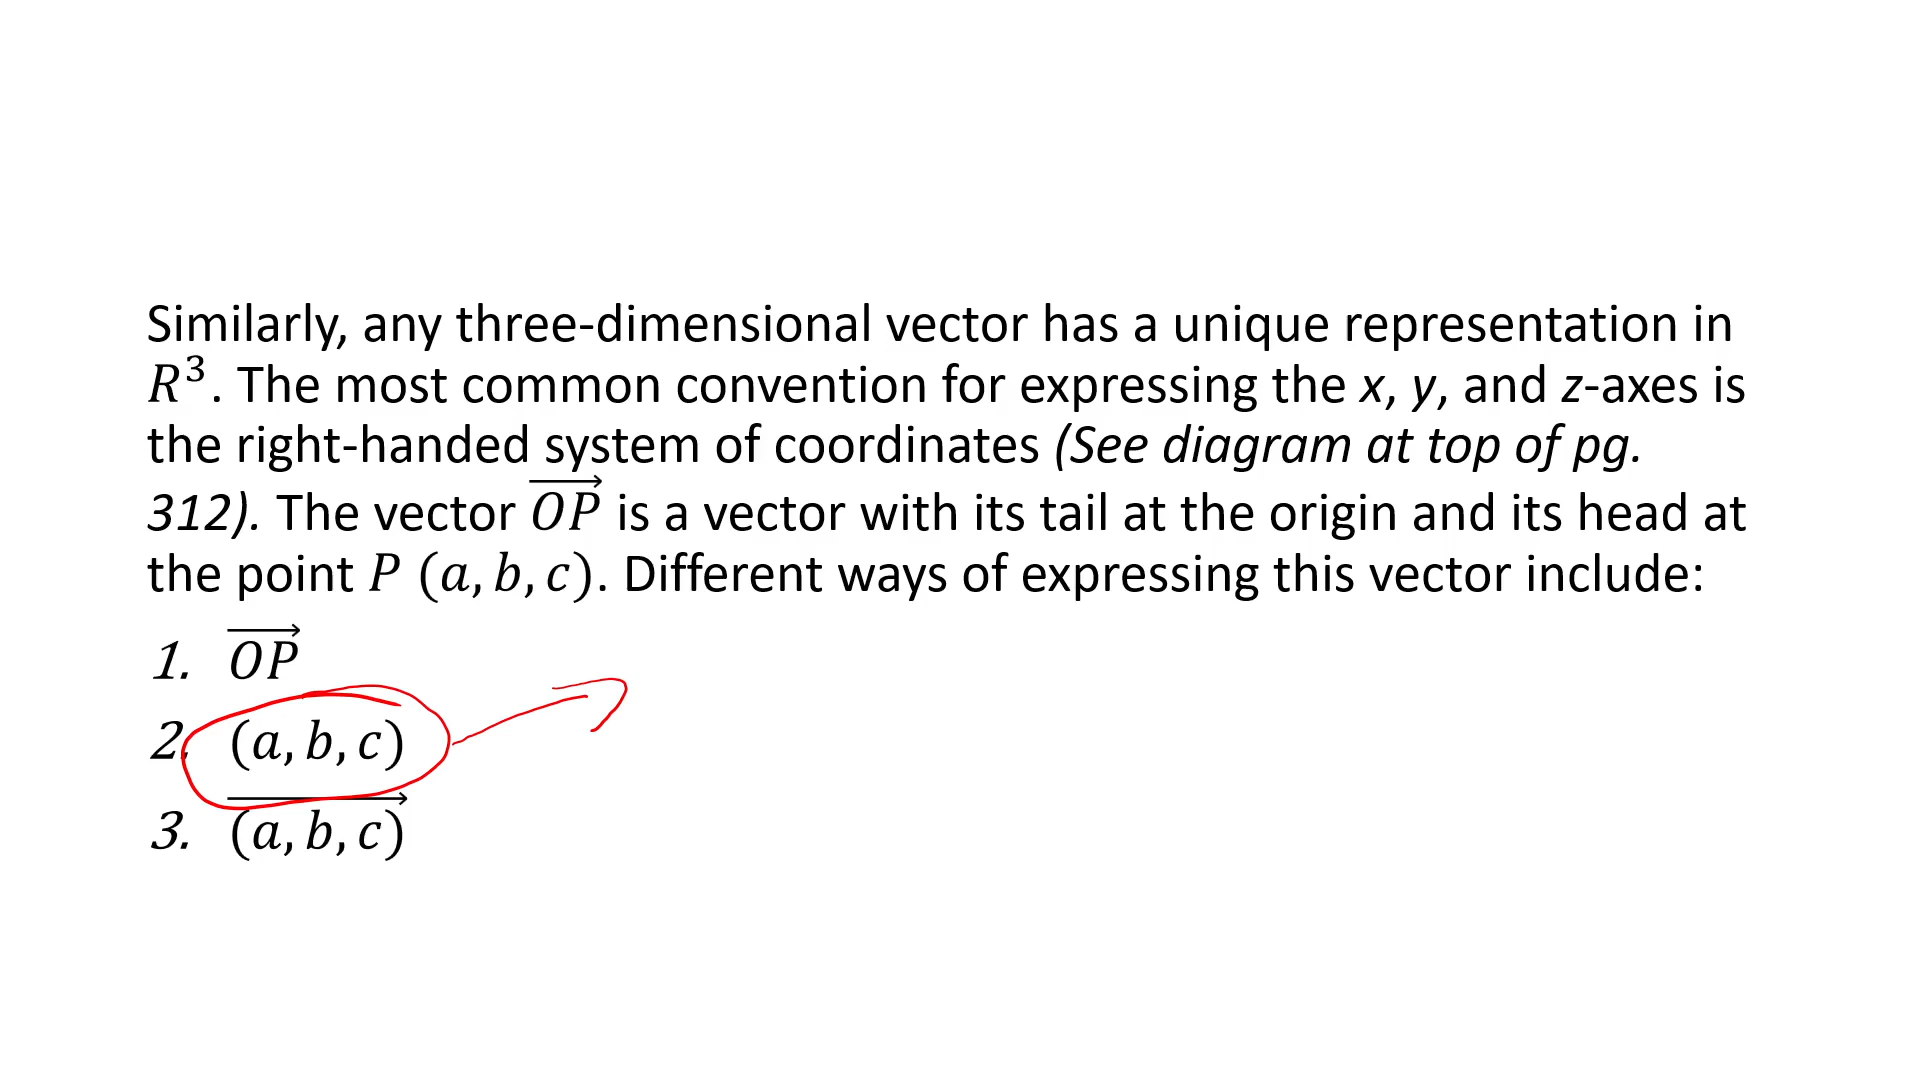 Similarly, any three-dimensional vector has a unique representation in
R³. The most common convention for expressing the x, y, and z-axes is
the right-handed system of coordinates (See diagram at top of pg.
312). The vector $\overrightarrow{OP}$ is a vector with its tail at the origin and its head at
the point P (a, b, c). Different ways of expressing this vector include:
1. $\overrightarrow{OP}$
2. (a, b, c)
3. $\overrightarrow{(a, b, c)}$